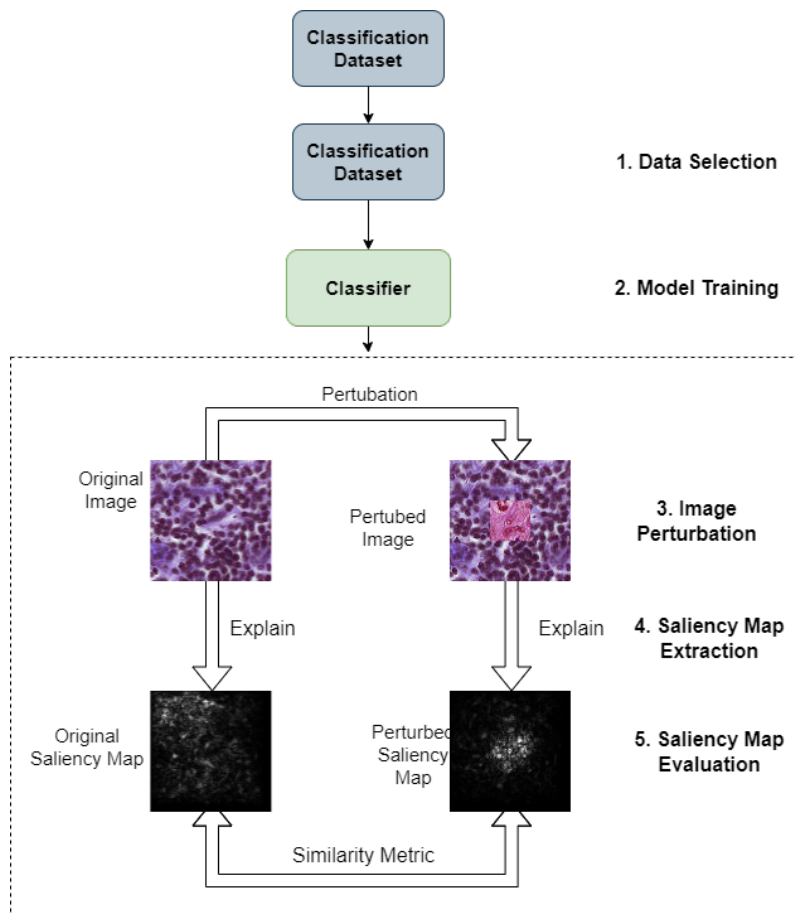 Classification
Dataset
Classification
Dataset
1. Data Selection
Classifier
2. Model Training
Pertubation
Original
Image
Pertubed
Image
3. Image
Perturbation
Explain
Explain
4. Saliency Map
Extraction
Original
Saliency Map
Perturbed
Saliency
Map
5. Saliency Map
Evaluation
Similarity Metric